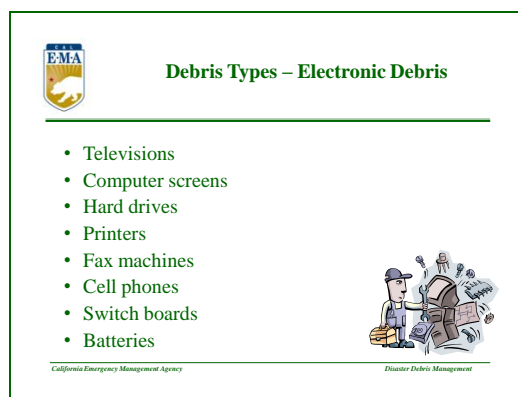 CAL
E·M·A
Debris Types – Electronic Debris
• Televisions
• Computer screens
• Hard drives
• Printers
• Fax machines
• Cell phones
• Switch boards
• Batteries
California Emergency Management Agency
Disaster Debris Management